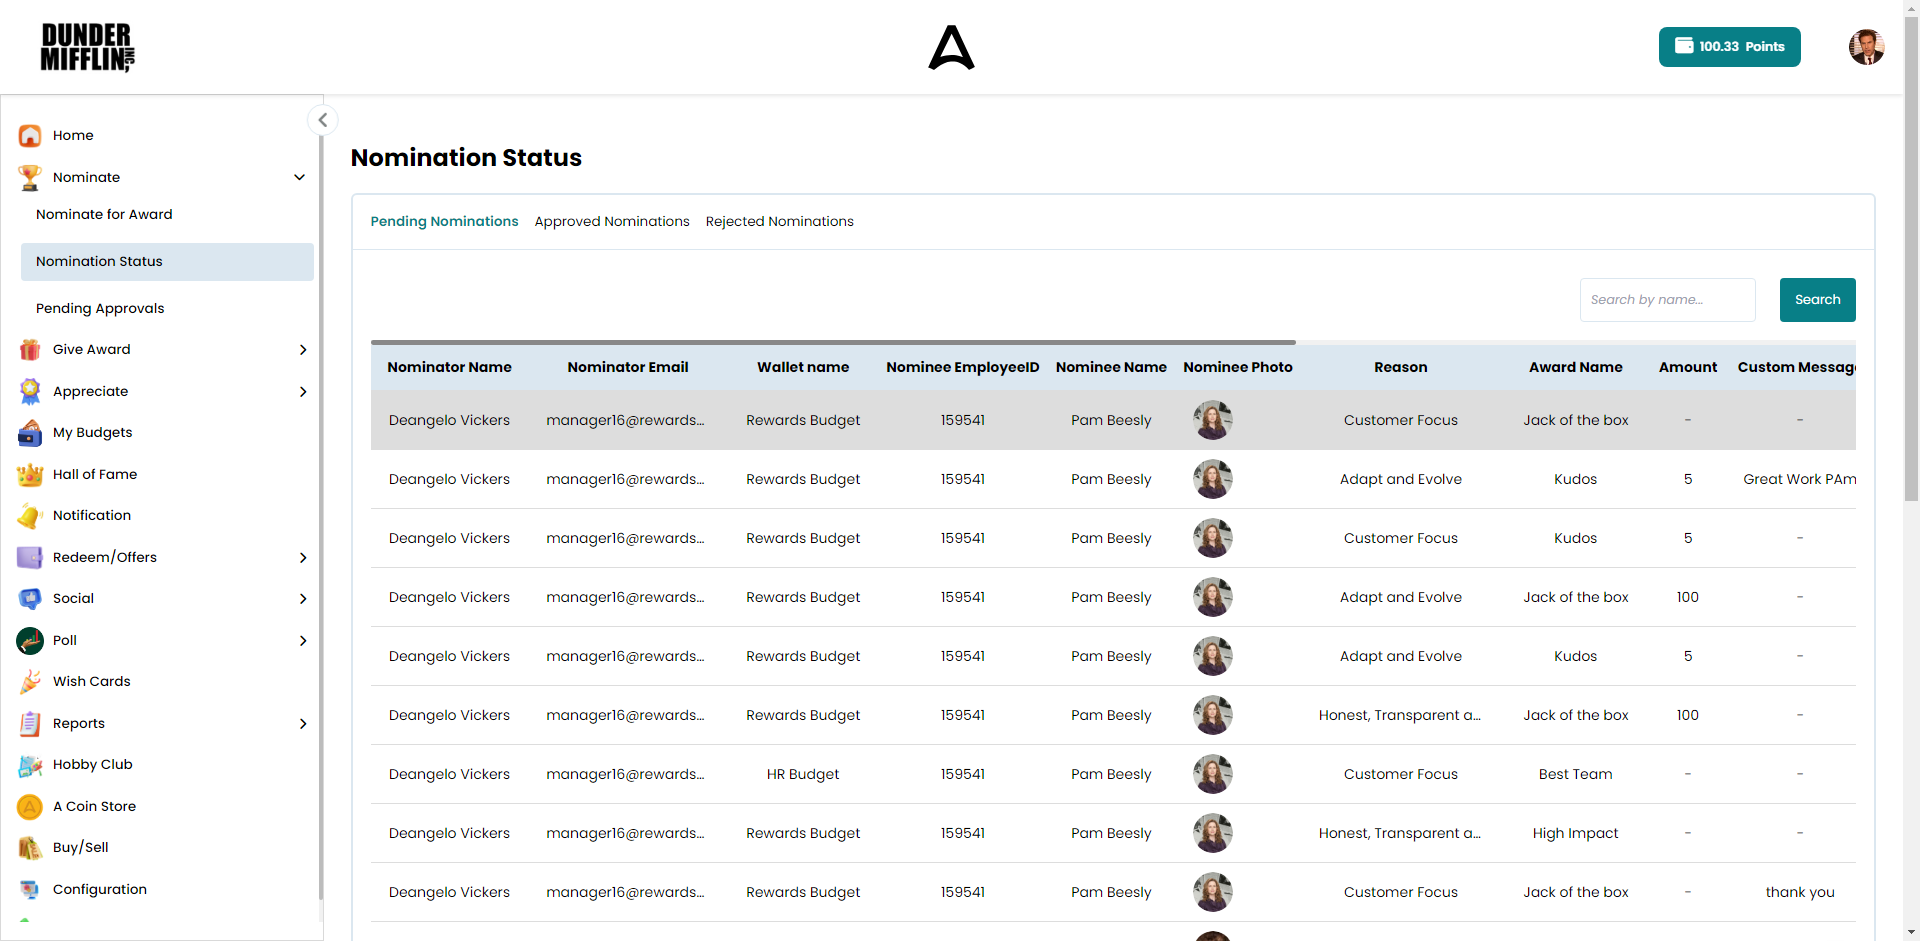 DUNDER
MIFFLIN INC,
100.33 Points
Home
Nominate
Nominate for Award
Nomination Status
Pending Approvals
Give Award
Appreciate
My Budgets
Hall of Fame
Notification
Redeem/Offers
Social
Poll
Wish Cards
Reports
Hobby Club
A Coin Store
Buy/Sell
Configuration
Nomination Status
Pending Nominations Approved Nominations Rejected Nominations
Search by name... Search
Nominator Name Nominator Email Wallet name Nominee EmployeeID Nominee Name Nominee Photo Reason Award Name Amount Custom Message
Deangelo Vickers manager16@rewards... Rewards Budget 159541 Pam Beesly Customer Focus Jack of the box - -
Deangelo Vickers manager16@rewards... Rewards Budget 159541 Pam Beesly Adapt and Evolve Kudos 5 Great Work PAm
Deangelo Vickers manager16@rewards... Rewards Budget 159541 Pam Beesly Customer Focus Kudos 5 -
Deangelo Vickers manager16@rewards... Rewards Budget 159541 Pam Beesly Adapt and Evolve Jack of the box 100 -
Deangelo Vickers manager16@rewards... Rewards Budget 159541 Pam Beesly Adapt and Evolve Kudos 5 -
Deangelo Vickers manager16@rewards... Rewards Budget 159541 Pam Beesly Honest, Transparent a... Jack of the box 100 -
Deangelo Vickers manager16@rewards... HR Budget 159541 Pam Beesly Customer Focus Best Team - -
Deangelo Vickers manager16@rewards... Rewards Budget 159541 Pam Beesly Honest, Transparent a... High Impact - -
Deangelo Vickers manager16@rewards... Rewards Budget 159541 Pam Beesly Customer Focus Jack of the box - thank you